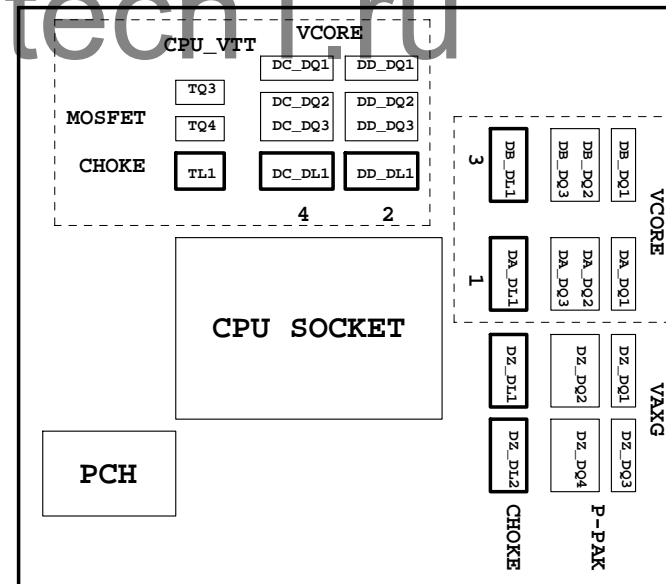 tech1.ru
CPU_VTT
VCORE
DC_DQ1
DD_DQ1
TQ3
DC_DQ2
DD_DQ2
MOSFET
TQ4
DC_DQ3
DD_DQ3
CHOKE
TL1
DC_DL1
DD_DL1
4
2
3
DB_DL1
DB_DQ3
DB_DQ2
DB_DQ1
VCORE
1
DA_DL1
DA_DQ3
DA_DQ2
DA_DQ1
CPU SOCKET
DZ_DL1
DZ_DQ2
DZ_DQ1
VAXG
DZ_DL2
DZ_DQ4
DZ_DQ3
PCH
CHOKE
P-PAK